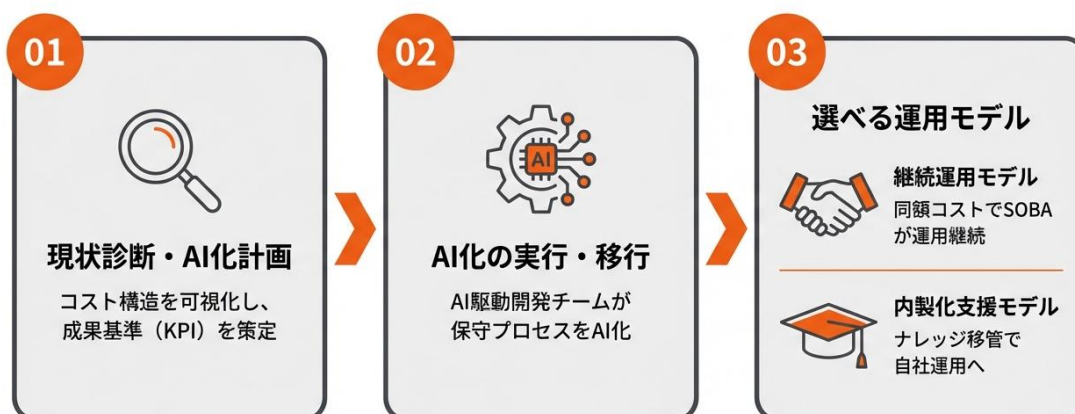 01
現状診断・AI化計画
コスト構造を可視化し、
成果基準（KPI）を策定
02
AI
AI化の実行・移行
AI駆動開発チームが
保守プロセスをAI化
03
選べる運用モデル
継続運用モデル
同額コストでSOBA
が運用継続
内製化支援モデル
ナレッジ移管で
自社運用へ